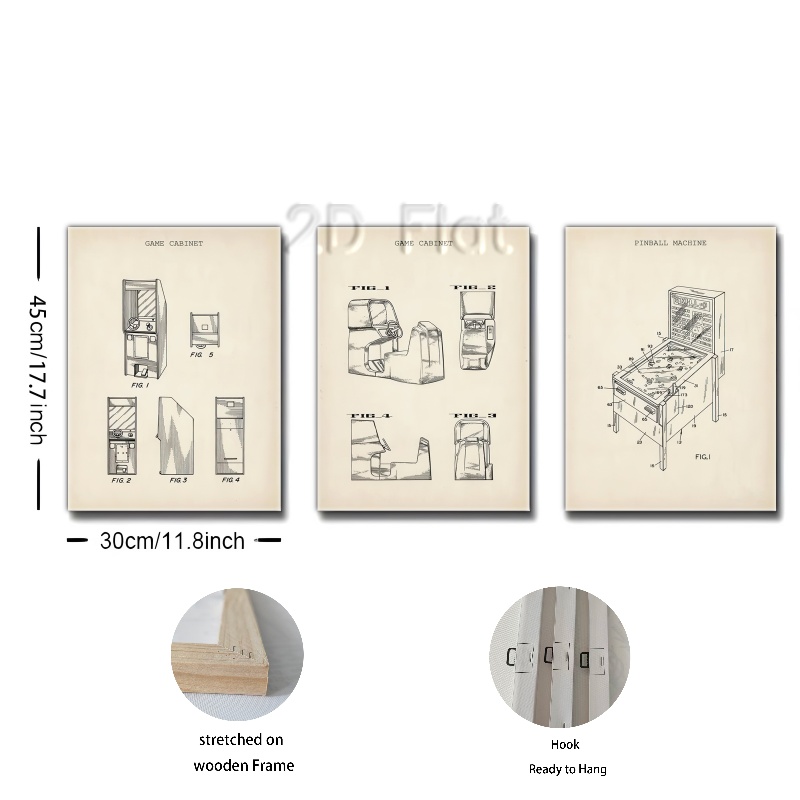 2D Flat
GAME CABINET
GAME CABINET
PINBALL MACHINE
45cm/17.7inch
FIG. 1
FIG. 5
FIG. 2
FIG. 3
FIG. 4
FIG_1
FIG_2
FIG_4
FIG_3
FIG.1
30cm/11.8inch
stretched on
wooden Frame
Hook
Ready to Hang